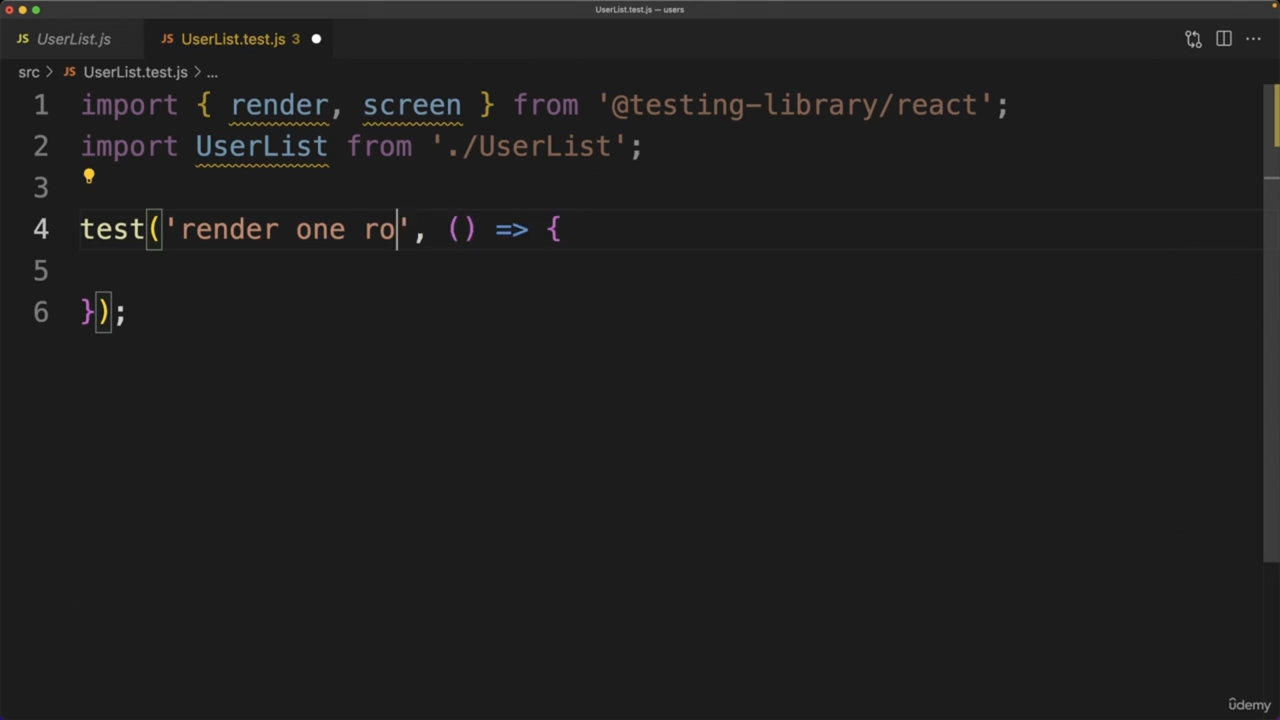 UserList.test.js — users
JS UserList.js JS UserList.test.js 3
src > JS UserList.test.js > ...
1 import { render, screen } from '@testing-library/react';
2 import UserList from './UserList';
3
4 test('render one ro', () => {
5
6 });
ûdemy